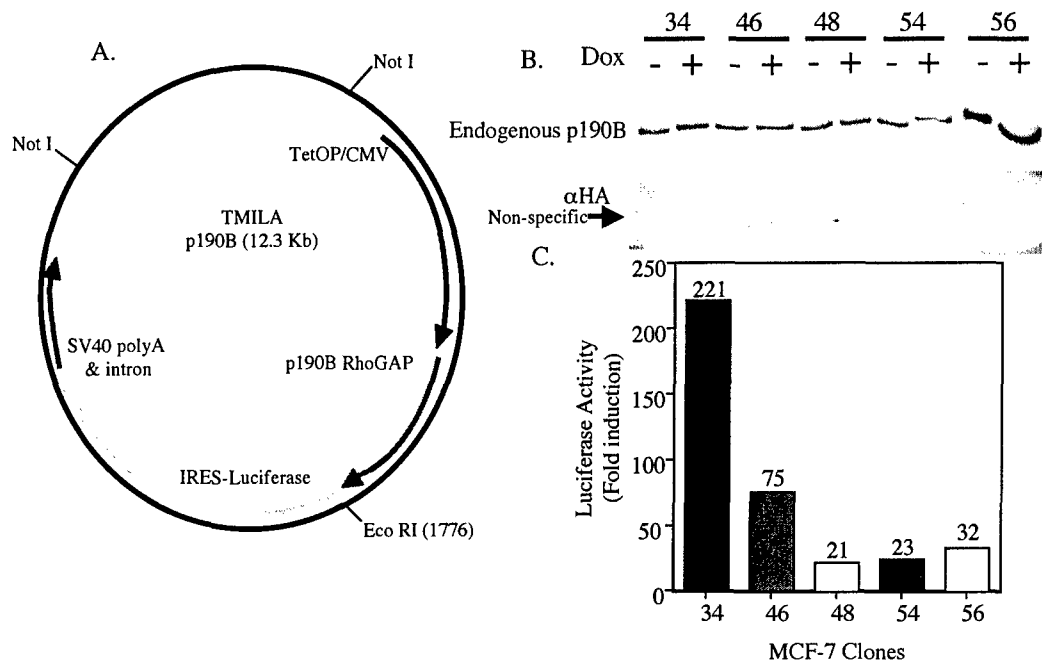 A.
Not I
Not I
TetOP/CMV
TMILA
p190B (12.3 Kb)
SV40 polyA
& intron
p190B RhoGAP
IRES-Luciferase
Eco RI (1776)
B.
34 46 48 54 56
Dox - + - + - + - + - +
Endogenous p190B
αHA
Non-specific
C.
Luciferase Activity
(Fold induction)
250
200
150
100
50
0
221
75
21
23
32
34 46 48 54 56
MCF-7 Clones